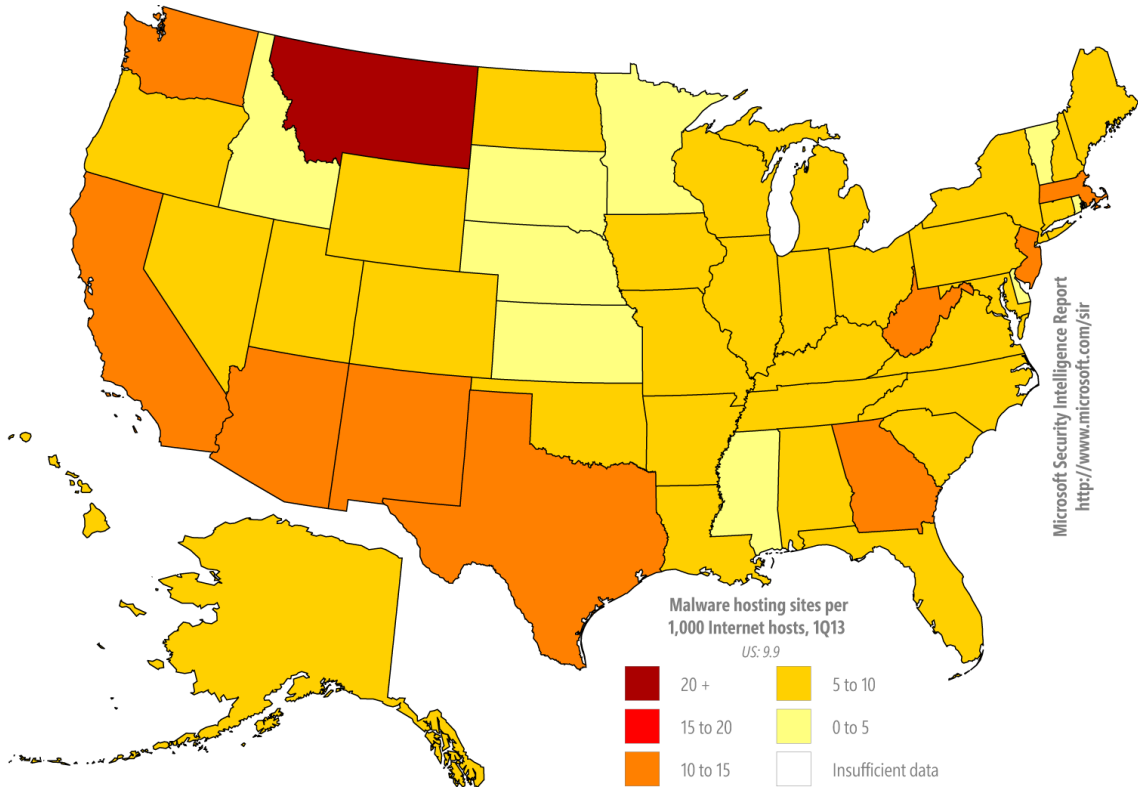 Microsoft Security Intelligence Report
http://www.microsoft.com/sir
Malware hosting sites per
1,000 Internet hosts, 1Q13
US: 9.9
20 +
5 to 10
15 to 20
0 to 5
10 to 15
Insufficient data